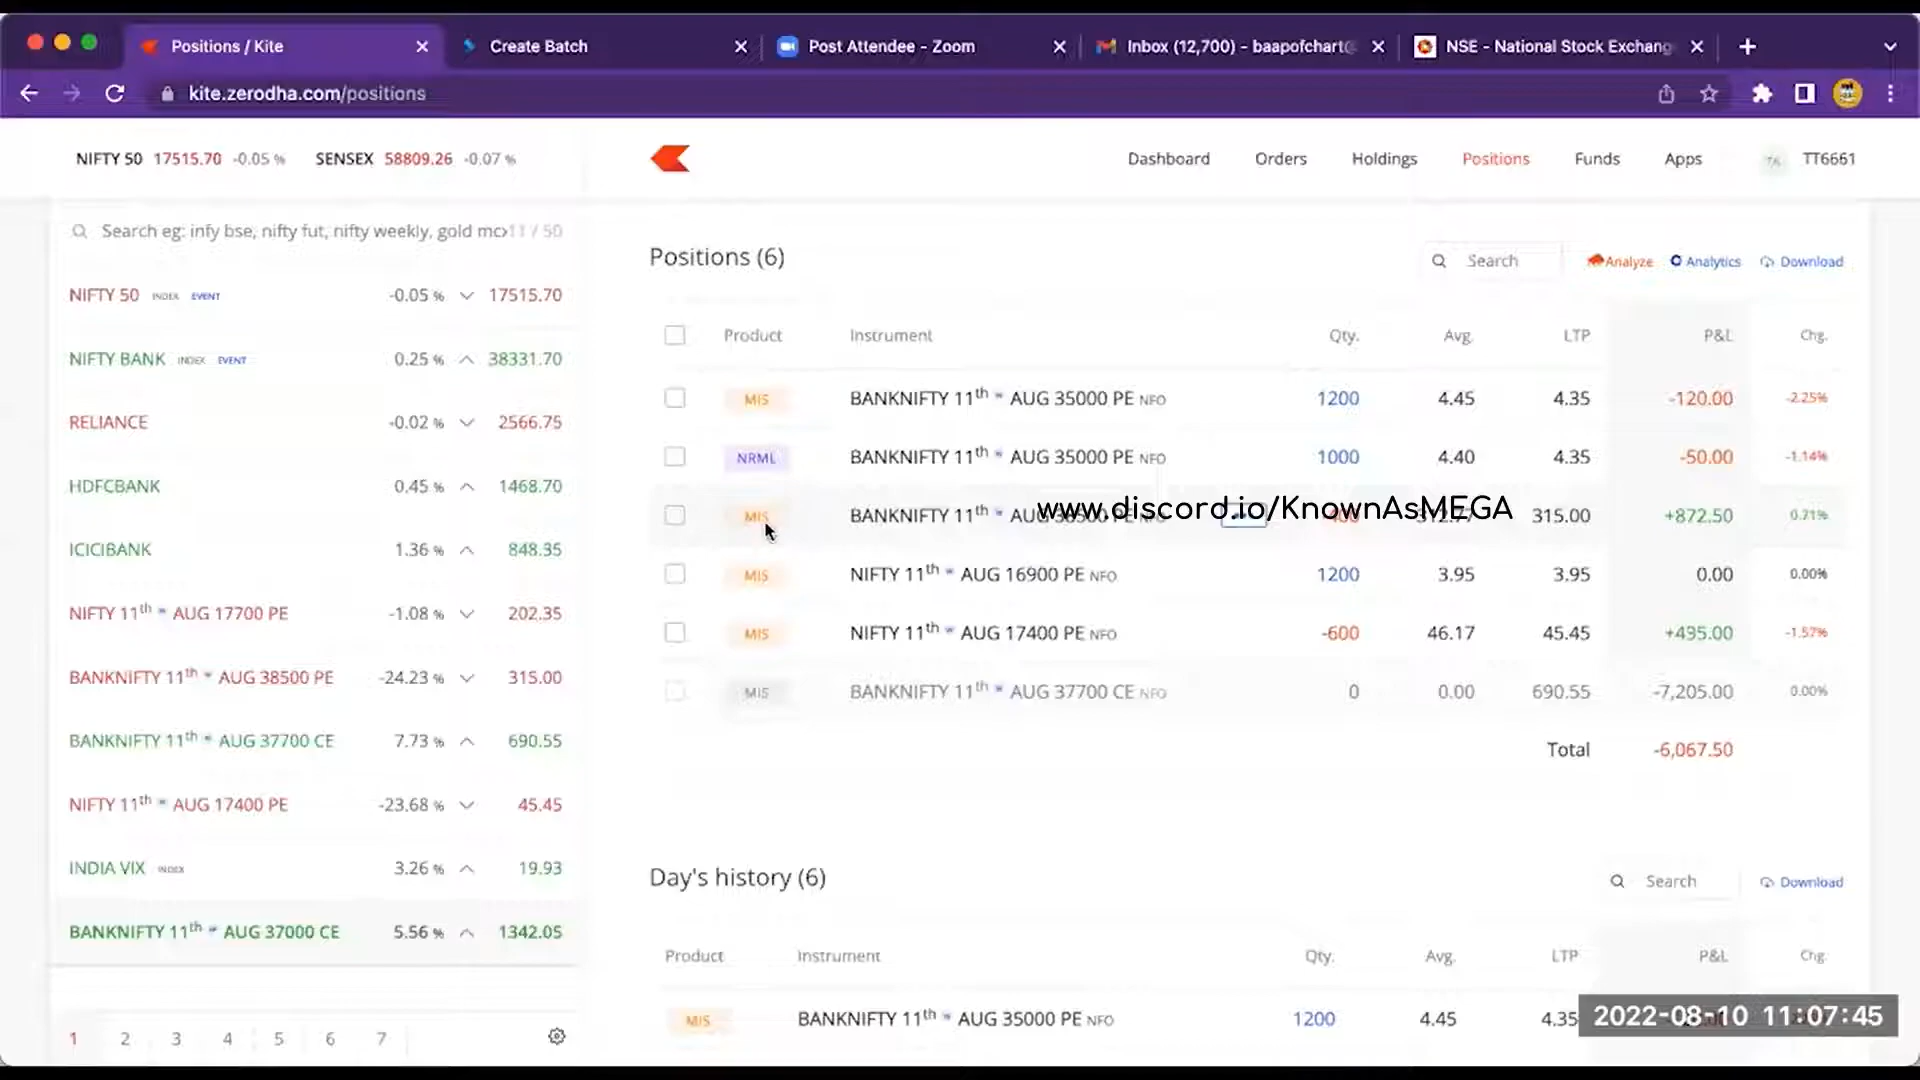 Positions / Kite
Create Batch
Post Attendee - Zoom
Inbox (12,700) - baapofchart@
NSE - National Stock Exchang
kite.zerodha.com/positions
NIFTY 50 17515.70 -0.05 % SENSEX 58809.26 -0.07 %
Dashboard Orders Holdings Positions Funds Apps TT6651
Search eg: infy bse, nifty fut, nifty weekly, gold mcx 11 / 50
NIFTY 50 INDEX EVENT -0.05 % 17515.70
NIFTY BANK INDEX EVENT 0.25 % 38331.70
RELIANCE -0.02 % 2566.75
HDFCBANK 0.45 % 1468.70
ICICIBANK 1.36 % 848.35
NIFTY 11th w AUG 17700 PE -1.08 % 202.35
BANKNIFTY 11th w AUG 38500 PE -24.23 % 315.00
BANKNIFTY 11th w AUG 37700 CE 7.73 % 690.55
NIFTY 11th w AUG 17400 PE -23.68 % 45.45
INDIA VIX INDEX 3.26 % 19.93
BANKNIFTY 11th w AUG 37000 CE 5.56 % 1342.05
1 2 3 4 5 6 7
Positions (6)
Search Analyze Analytics Download
Product Instrument Qty. Avg. LTP P&L Chg.
MIS BANKNIFTY 11th w AUG 35000 PE NFO 1200 4.45 4.35 -120.00 -2.25%
NRML BANKNIFTY 11th w AUG 35000 PE NFO 1000 4.40 4.35 -50.00 -1.14%
MIS BANKNIFTY 11th w AUG 38500 PE NFO 315.00 +872.50 0.71%
www.discord.io/KnownAsMEGA
MIS NIFTY 11th w AUG 16900 PE NFO 1200 3.95 3.95 0.00 0.00%
MIS NIFTY 11th w AUG 17400 PE NFO -600 46.17 45.45 +435.00 -1.57%
MIS BANKNIFTY 11th w AUG 37700 CE NFO 0 0.00 690.55 -7,205.00 0.00%
Total -6,067.50
Day's history (6)
Search Download
Product Instrument Qty. Avg. LTP P&L Chg.
MIS BANKNIFTY 11th w AUG 35000 PE NFO 1200 4.45 4.35
2022-08-10 11:07:45